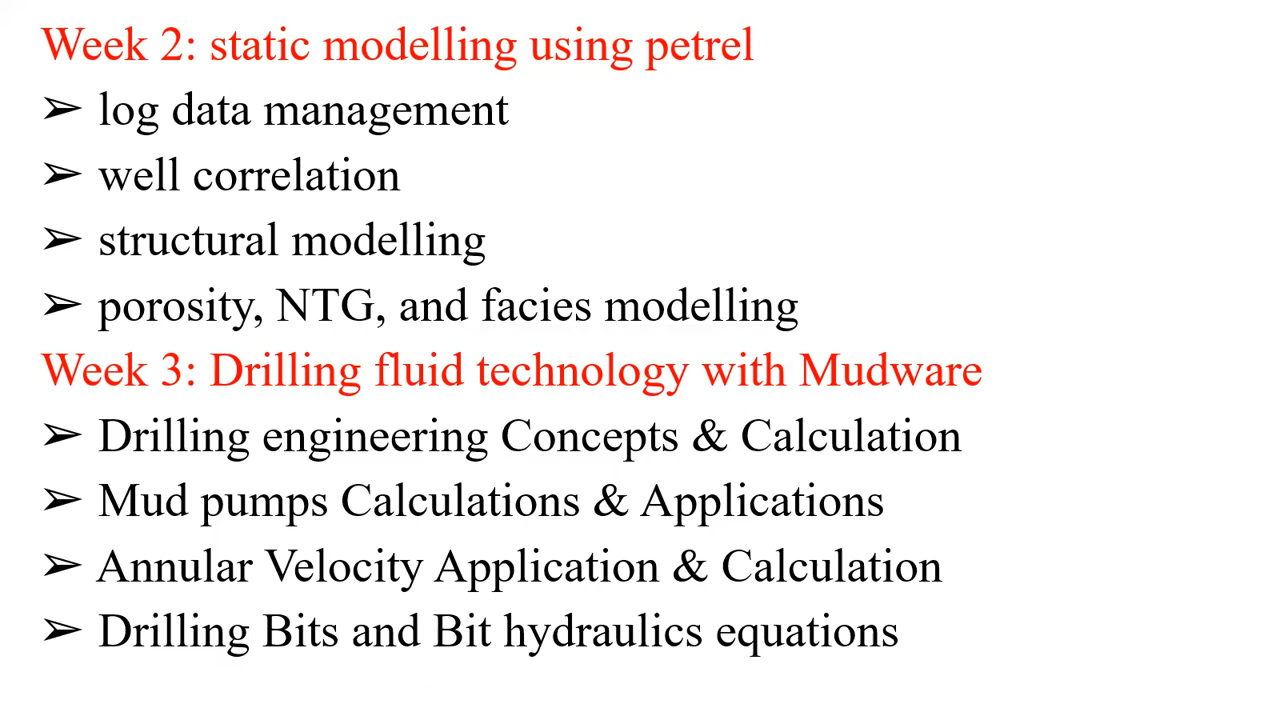 Week 2: static modelling using petrel
➢ log data management
➢ well correlation
➢ structural modelling
➢ porosity, NTG, and facies modelling
Week 3: Drilling fluid technology with Mudware
➢ Drilling engineering Concepts & Calculation
➢ Mud pumps Calculations & Applications
➢ Annular Velocity Application & Calculation
➢ Drilling Bits and Bit hydraulics equations